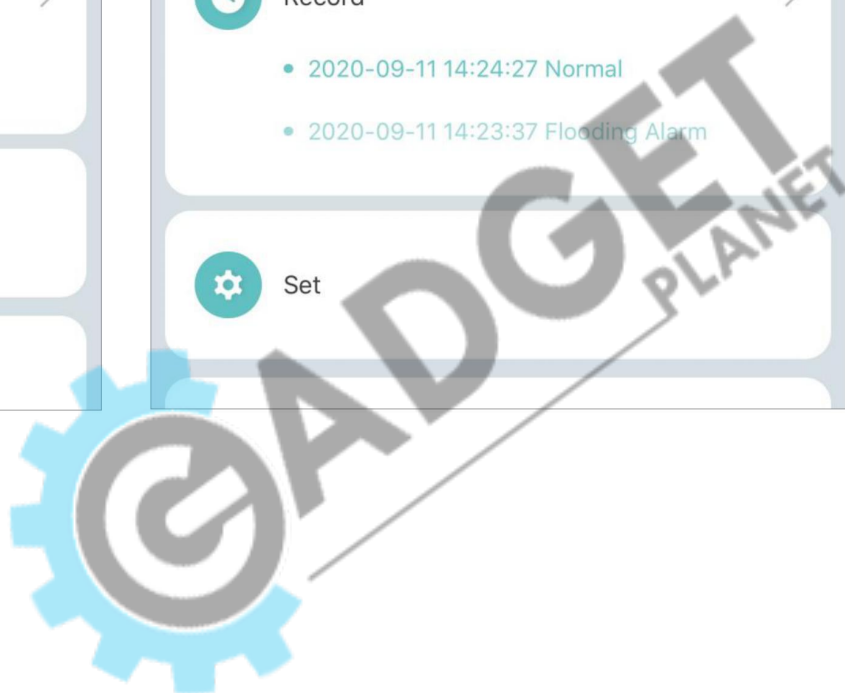 Record
2020-09-11 14:24:27 Normal
2020-09-11 14:23:37 Flooding Alarm
Set
GADGET
PLANET